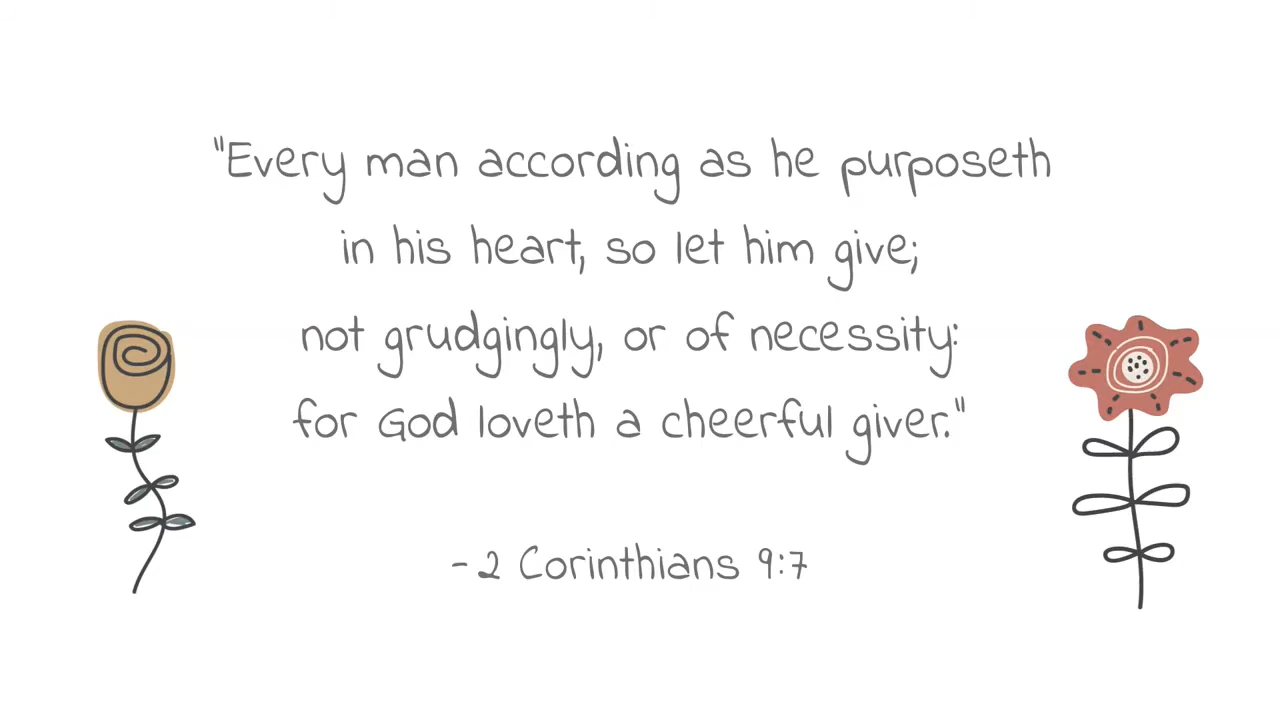 "Every man according as he purposeth
in his heart, so let him give;
not grudgingly, or of necessity:
for God loveth a cheerful giver."
- 2 Corinthians 9:7